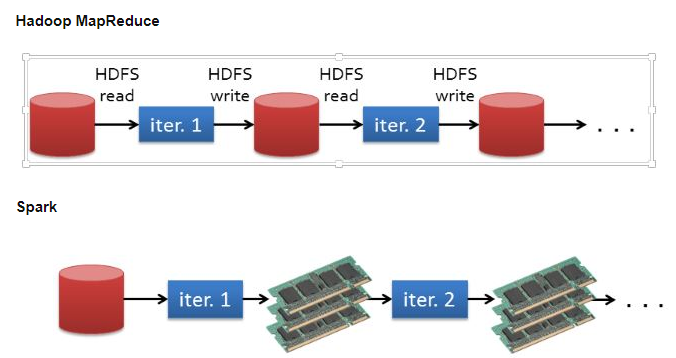 Hadoop MapReduce
HDFS HDFS HDFS HDFS
read write read write
iter. 1 iter. 2 . . .
Spark
iter. 1 iter. 2 . . .